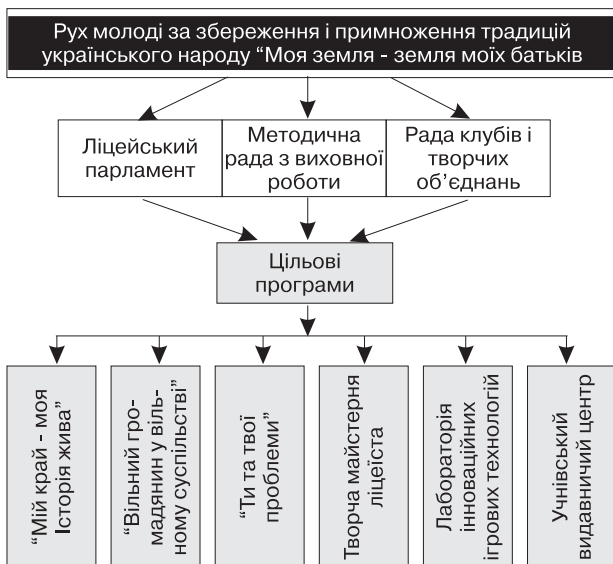 Рух молоді за збереження і примноження традицій
українського народу “Моя земля - земля моїх батьків
Ліцейський
парламент
Методична
рада з виховної
роботи
Рада клубів і
творчих
об’єднань
Цільові
програми
“Мій край - моя
Історія жива”
“Вільний гро-
мадянин у віль-
ному суспільстві”
“Ти та твої
проблеми”
Творча майстерня
ліцеїста
Лабораторія
інноваційних
ігрових технологій
Учнівський
видавничий центр